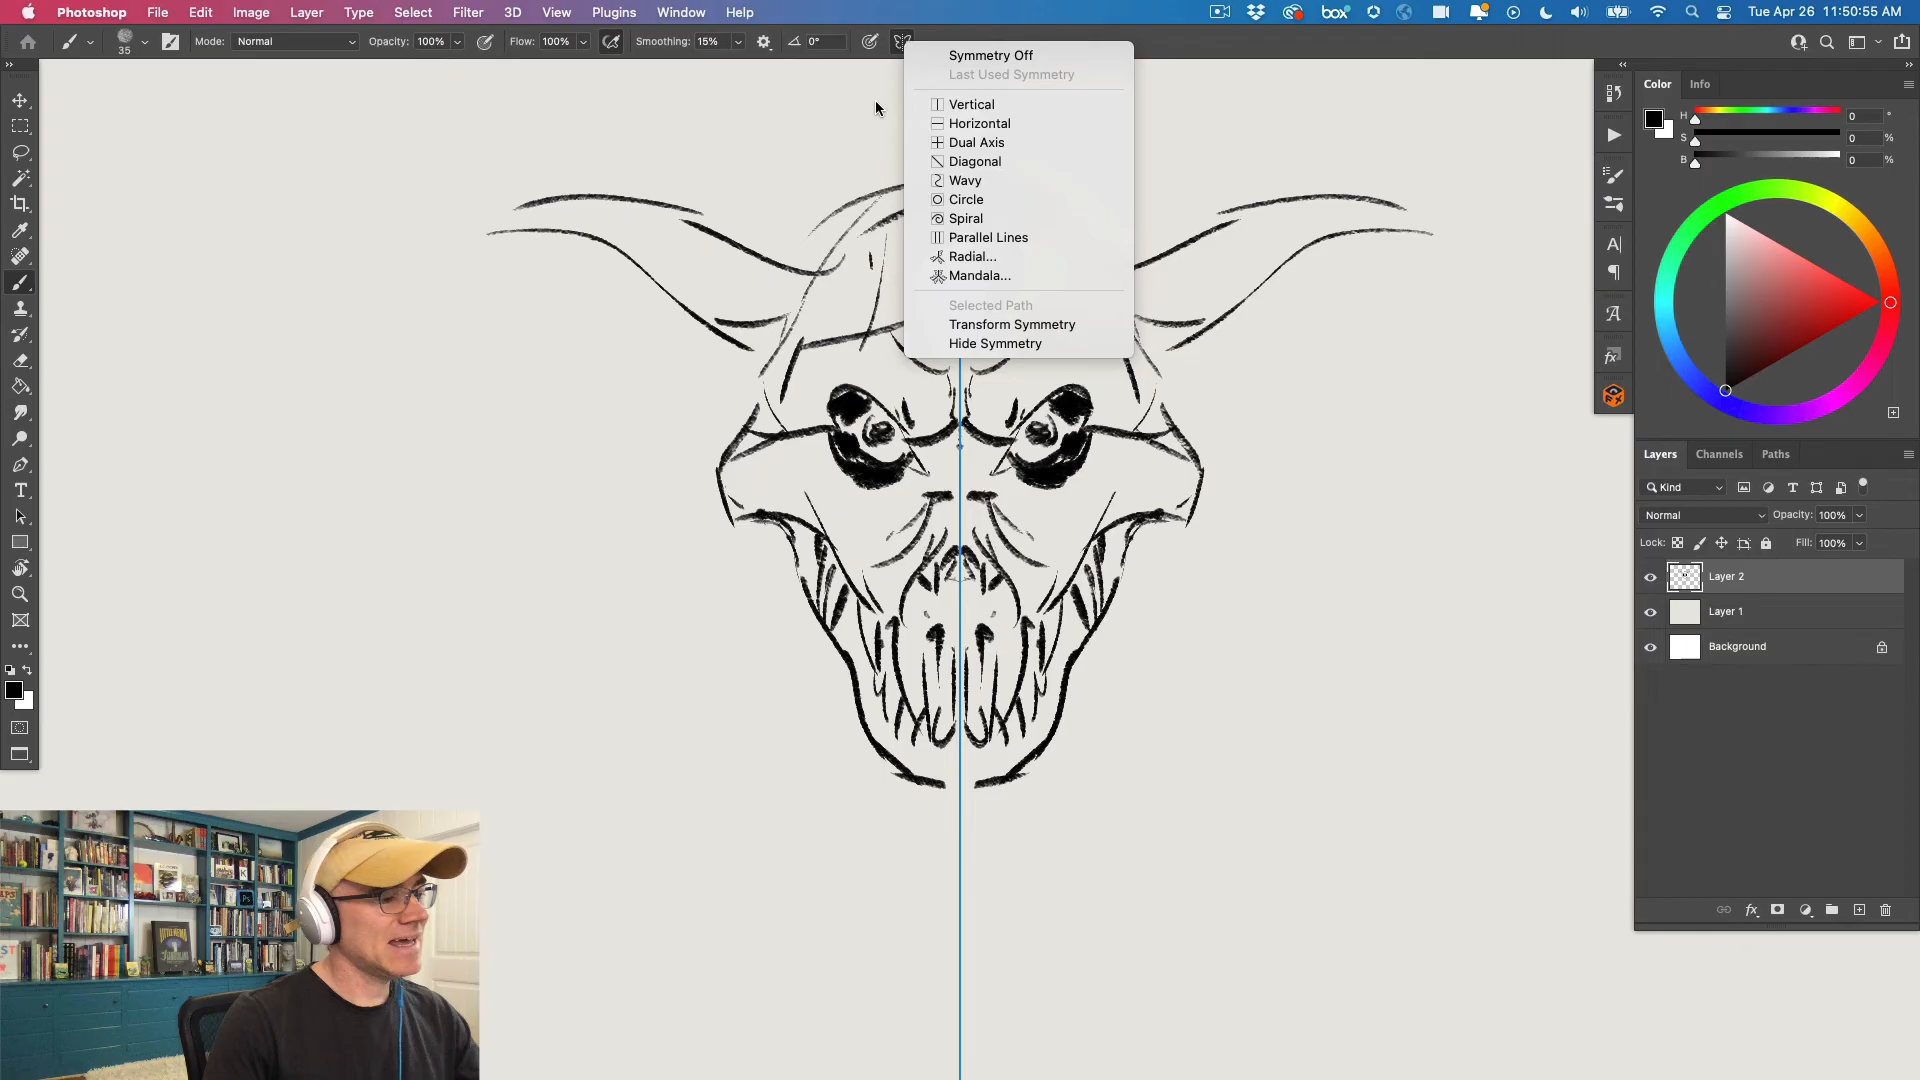 Photoshop File Edit Image Layer Type Select Filter 3D View Plugins Window Help box Tue Apr 26 11:50:55 AM
35 Mode: Normal Opacity: 100% Flow: 100% Smoothing: 15% 0°
Symmetry Off
Last Used Symmetry
Vertical
Horizontal
Dual Axis
Diagonal
Wavy
Circle
Spiral
Parallel Lines
Radial...
Mandala...
Selected Path
Transform Symmetry
Hide Symmetry
Color Info
H 0 °
S 0 %
B 0 %
Layers Channels Paths
Kind
Normal Opacity: 100%
Lock: Fill: 100%
Layer 2
Layer 1
Background
fx
Ps